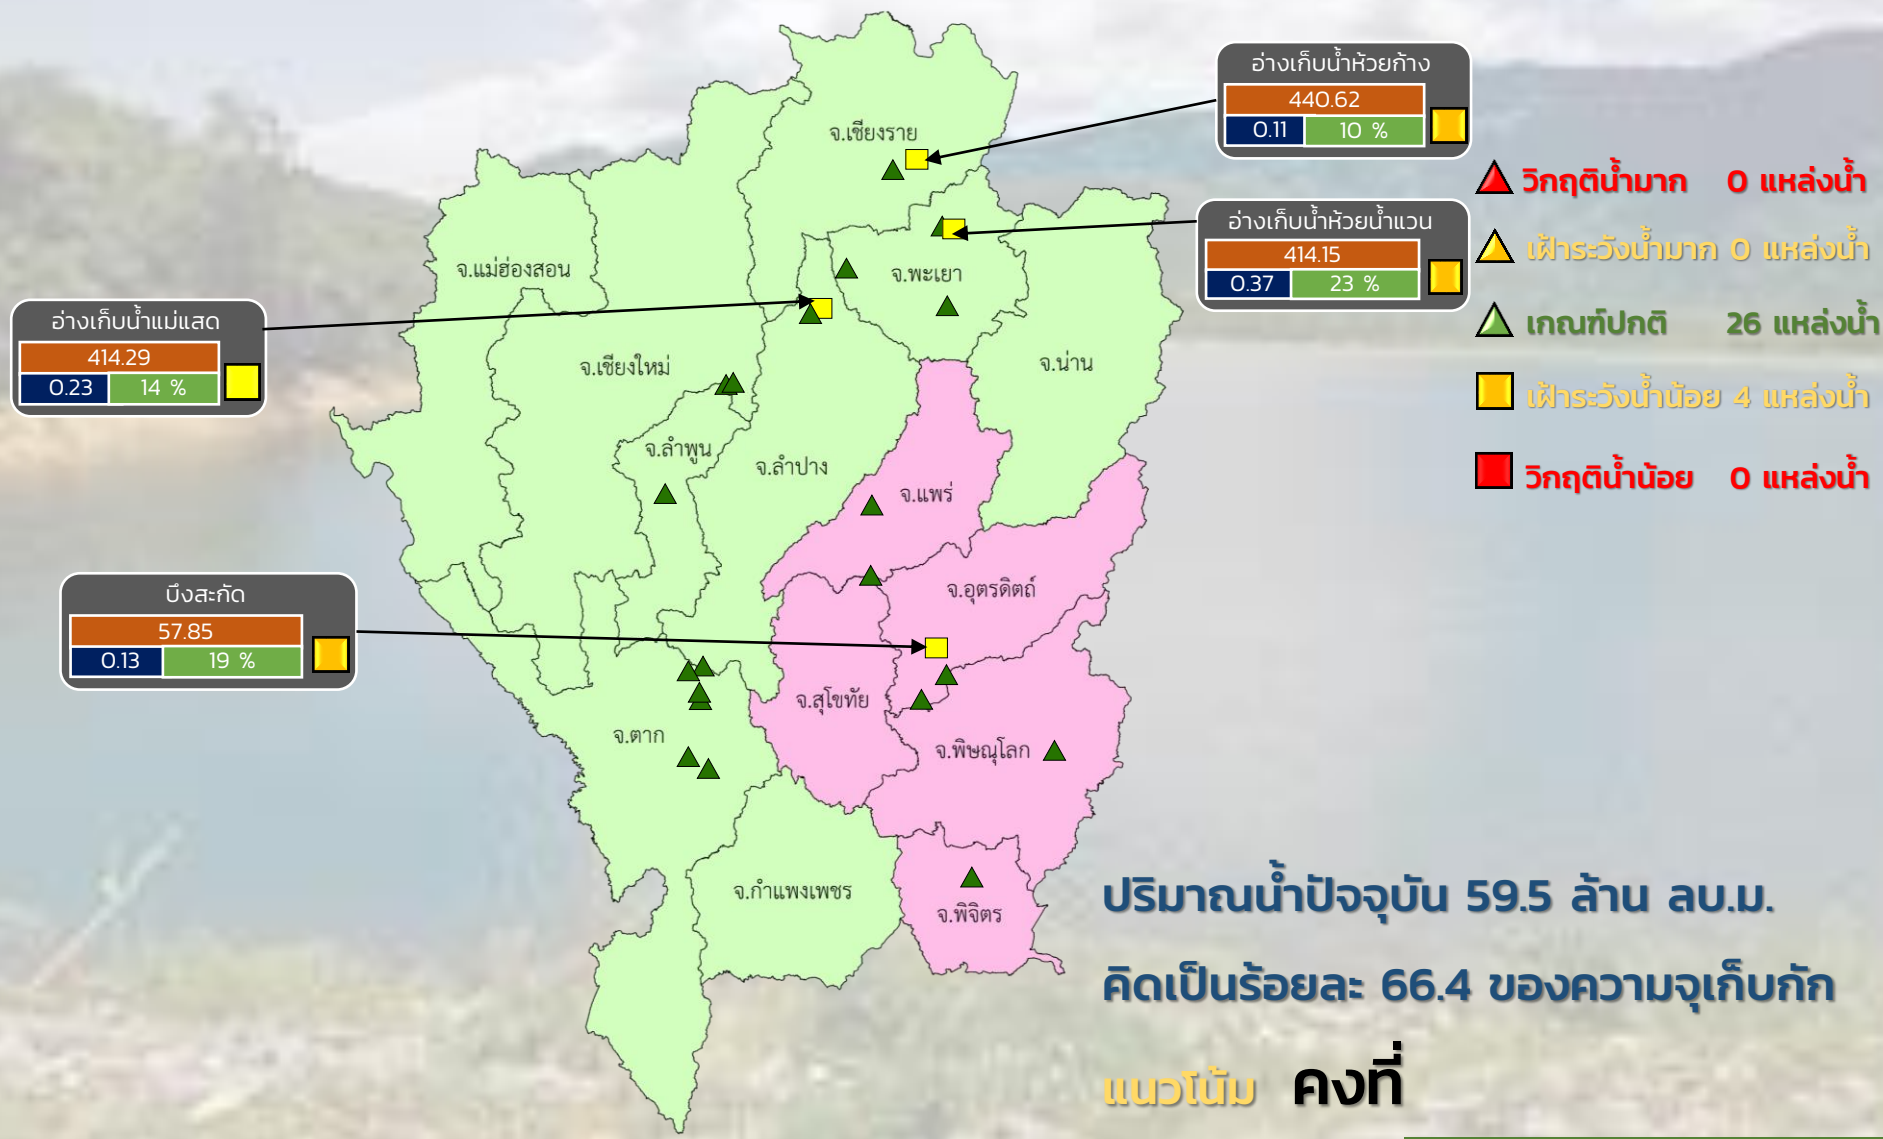 อ่างเก็บน้ำห้วยก้าง
440.62
0.11 10 %
จ.เชียงราย
วิกฤติน้ำมาก 0 แหล่งน้ำ
อ่างเก็บน้ำห้วยน้ำแวน
414.15
0.37 23 %
เฝ้าระวังน้ำมาก 0 แหล่งน้ำ
จ.แม่ฮ่องสอน
จ.พะเยา
อ่างเก็บน้ำแม่แสด
414.29
0.23 14 %
เกณฑ์ปกติ 26 แหล่งน้ำ
จ.เชียงใหม่
จ.น่าน
เฝ้าระวังน้ำน้อย 4 แหล่งน้ำ
จ.ลำพูน
จ.ลำปาง
จ.แพร่
วิกฤติน้ำน้อย 0 แหล่งน้ำ
บึงสะกัด
57.85
0.13 19 %
จ.อุตรดิตถ์
จ.สุโขทัย
จ.ตาก
จ.พิษณุโลก
จ.กำแพงเพชร
จ.พิจิตร
ปริมาณน้ำปัจจุบัน 59.5 ล้าน ลบ.ม.
คิดเป็นร้อยละ 66.4 ของความจุเก็บกัก
แนวโน้ม คงที่